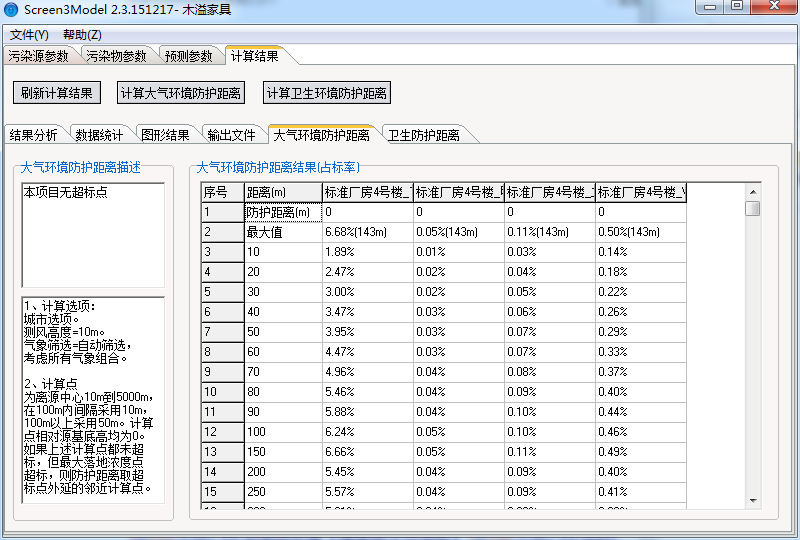 Screen3Model 2.3.151217- 木溢家具
文件(Y) 帮助(Z)
污染源参数 污染物参数 预测参数 计算结果
刷新计算结果 计算大气环境防护距离 计算卫生环境防护距离
结果分析 数据统计 图形结果 输出文件 大气环境防护距离 卫生防护距离
大气环境防护距离描述
本项目无超标点
1、计算选项:
城市选项。
测风高度=10m。
气象筛选=自动筛选，
考虑所有气象组合。
2、计算点
为离源中心10m到5000m，
在100m内间隔采用10m，
100m以上采用50m。计算
点相对源基底高均为0。
如果上述计算点都未超
标，但最大落地浓度点
超标，则防护距离取超
标点外延的邻近计算点。
大气环境防护距离结果(占标率)
序号 距离(m) 标准厂房4号楼_ 标准厂房4号楼_ 标准厂房4号楼_ 标准厂房4号楼_
1 防护距离(m) 0 0 0 0
2 最大值 6.68%(143m) 0.05%(143m) 0.11%(143m) 0.50%(143m)
3 10 1.89% 0.01% 0.03% 0.14%
4 20 2.47% 0.02% 0.04% 0.18%
5 30 3.00% 0.02% 0.05% 0.22%
6 40 3.47% 0.03% 0.06% 0.26%
7 50 3.95% 0.03% 0.07% 0.29%
8 60 4.47% 0.03% 0.07% 0.33%
9 70 4.96% 0.04% 0.08% 0.37%
10 80 5.46% 0.04% 0.09% 0.40%
11 90 5.88% 0.04% 0.10% 0.44%
12 100 6.24% 0.05% 0.10% 0.46%
13 150 6.66% 0.05% 0.11% 0.49%
14 200 5.45% 0.04% 0.09% 0.40%
15 250 5.57% 0.04% 0.09% 0.41%